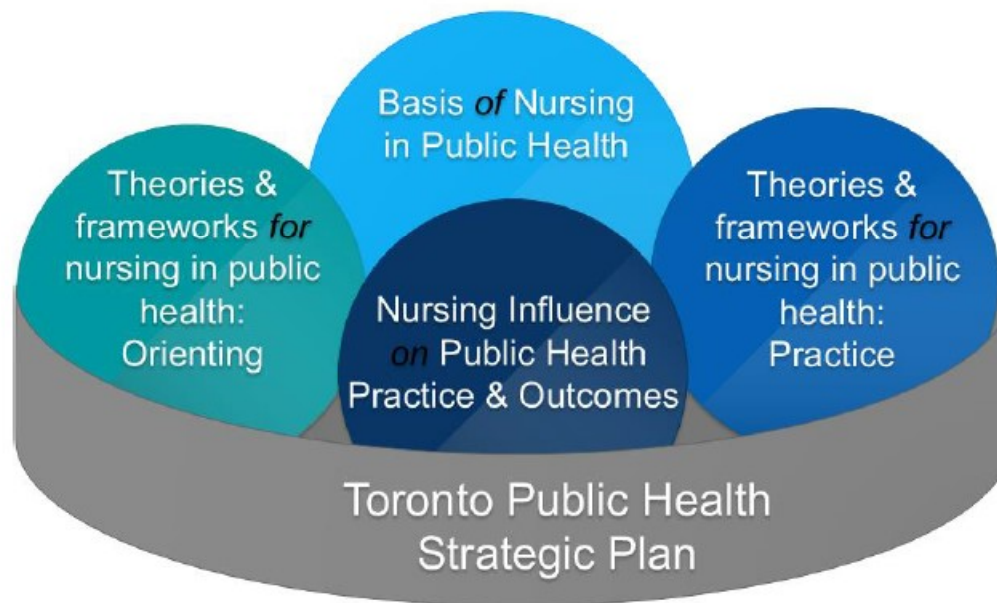 Basis of Nursing
in Public Health
Theories &
frameworks for
nursing in public
health:
Orienting
Nursing Influence
on Public Health
Practice & Outcomes
Theories &
frameworks for
nursing in public
health:
Practice
Toronto Public Health
Strategic Plan